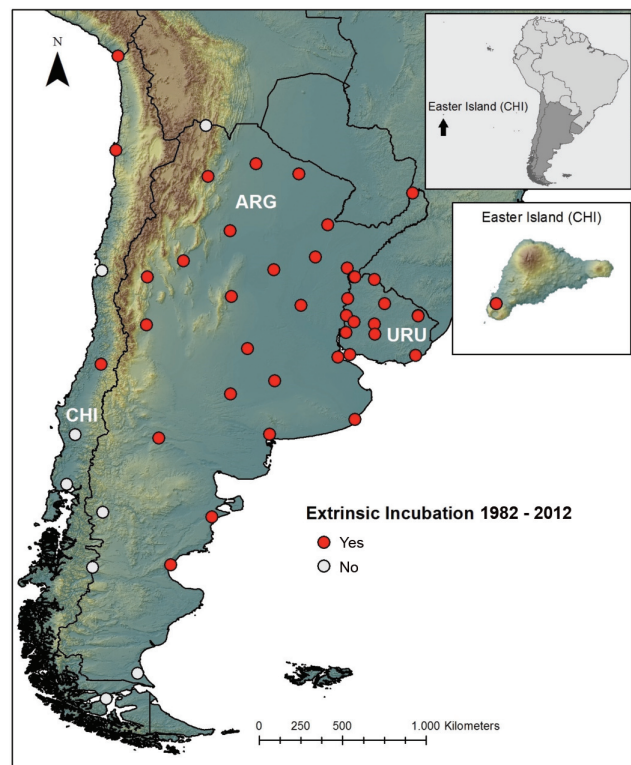 N
Easter Island (CHI)
Easter Island (CHI)
ARG
URU
CHI
Extrinsic Incubation 1982 - 2012
Yes
No
0 250 500 1.000 Kilometers